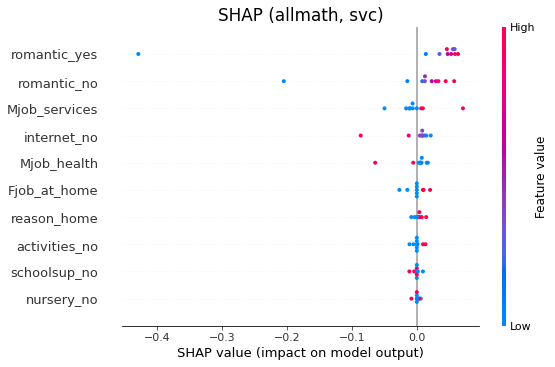 SHAP (allmath, svc)
High
romantic_yes
romantic_no
Mjob_services
internet_no
Mjob_health
Fjob_at_home
reason_home
activities_no
schoolsup_no
nursery_no
Feature value
Low
−0.4 −0.3 −0.2 −0.1 0.0
SHAP value (impact on model output)